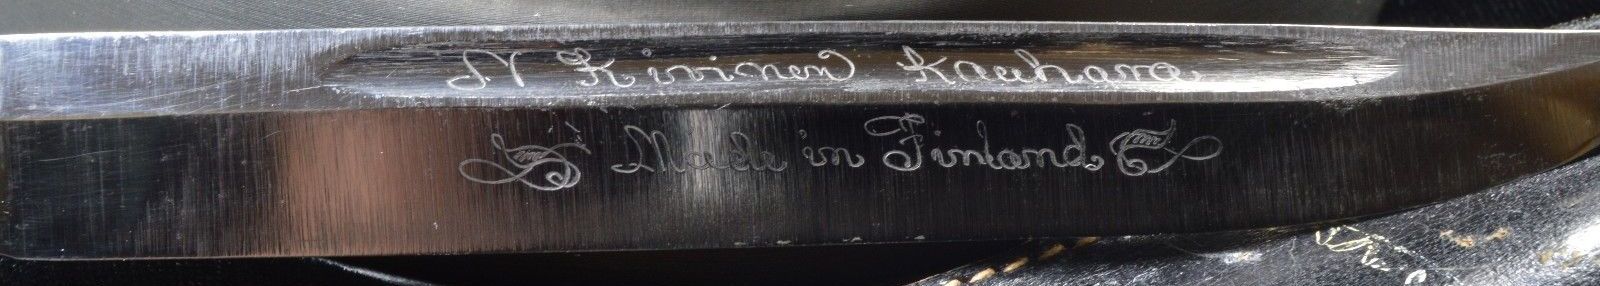 N Kivinen Kauhava
Made in Finland